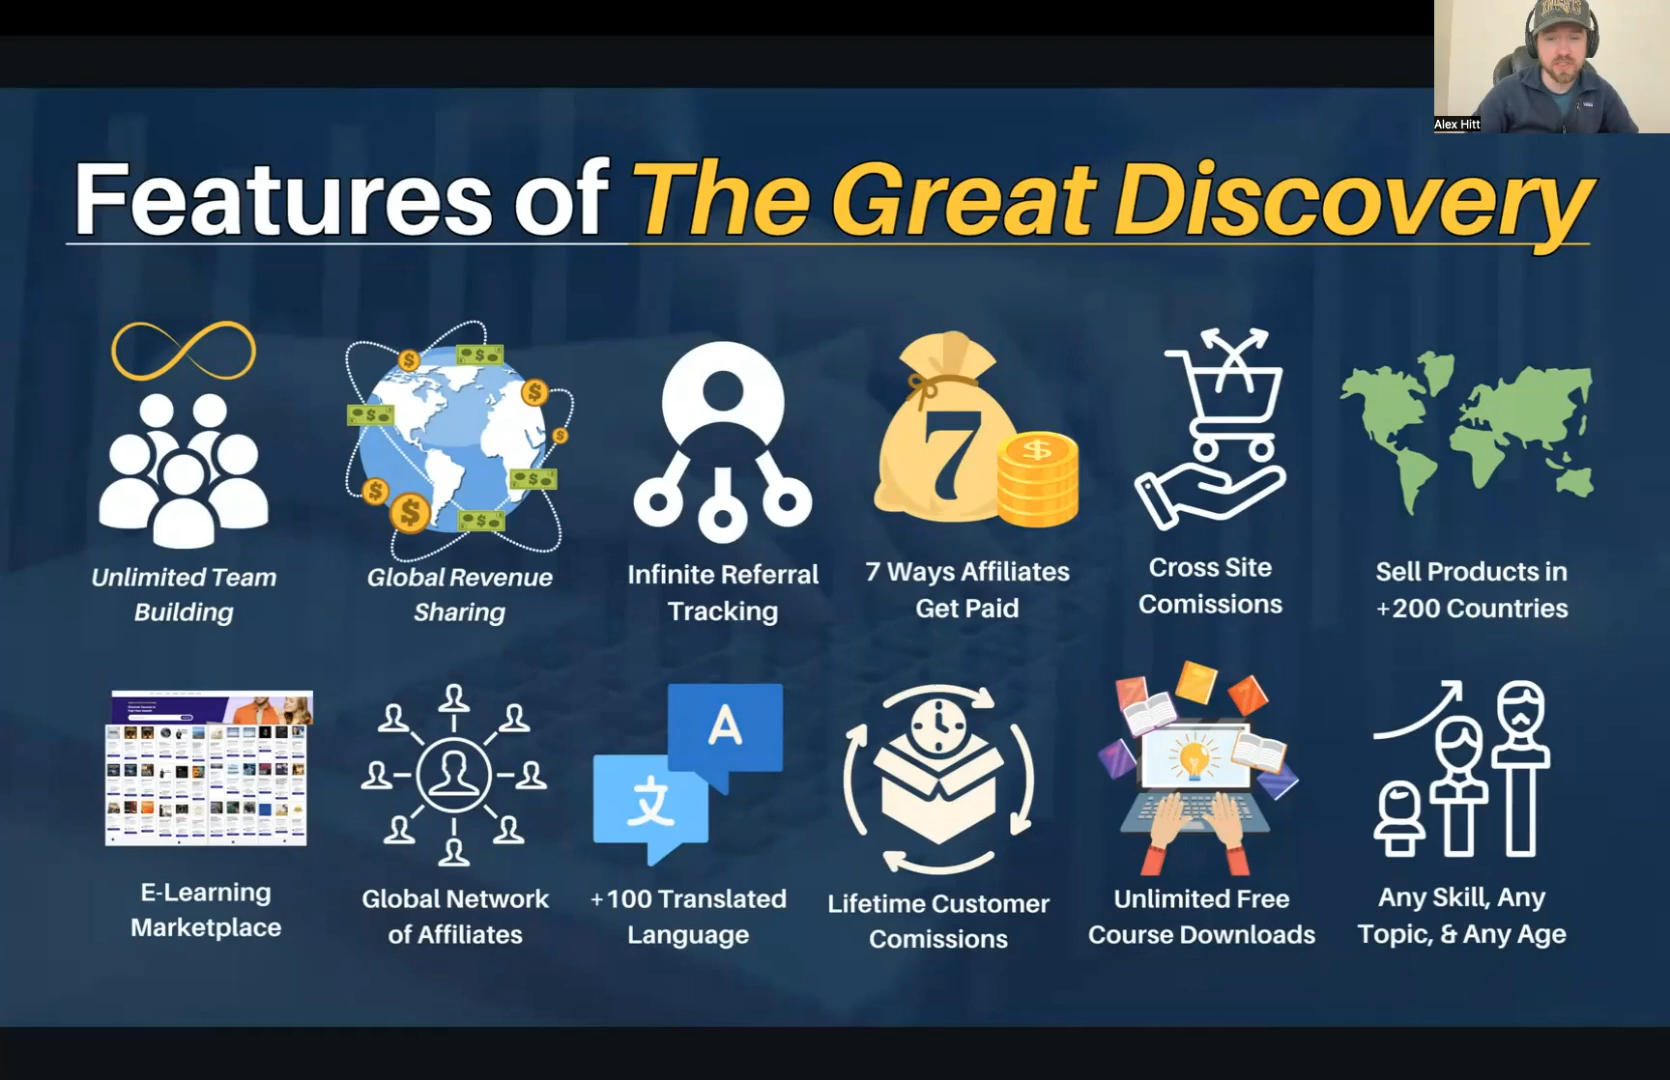 Alex Hitt
Features of The Great Discovery
Unlimited Team
Building
Global Revenue
Sharing
Infinite Referral
Tracking
7
7 Ways Affiliates
Get Paid
Cross Site
Comissions
Sell Products in
+200 Countries
E-Learning
Marketplace
Global Network
of Affiliates
A
文
+100 Translated
Language
Lifetime Customer
Comissions
Unlimited Free
Course Downloads
Any Skill, Any
Topic, & Any Age